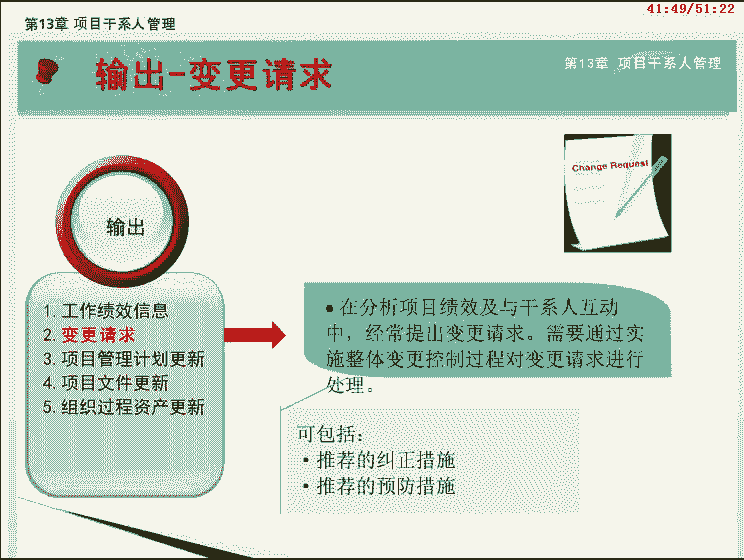 第13章 项目干系人管理
41:49/51:22
输出-变更请求
第13章 项目干系人管理
Change Request
输出
1. 工作绩效信息
2. 变更请求
3. 项目管理计划更新
4. 项目文件更新
5. 组织过程资产更新
● 在分析项目绩效及与干系人互动
中，经常提出变更请求。需要通过实
施整体变更控制过程对变更请求进行
处理。
可包括：
• 推荐的纠正措施
• 推荐的预防措施